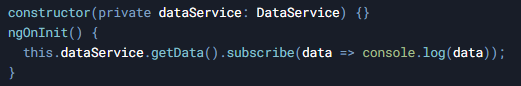 constructor(private dataService: DataService) {}
ngOnInit() {
  this.dataService.getData().subscribe(data => console.log(data));
}